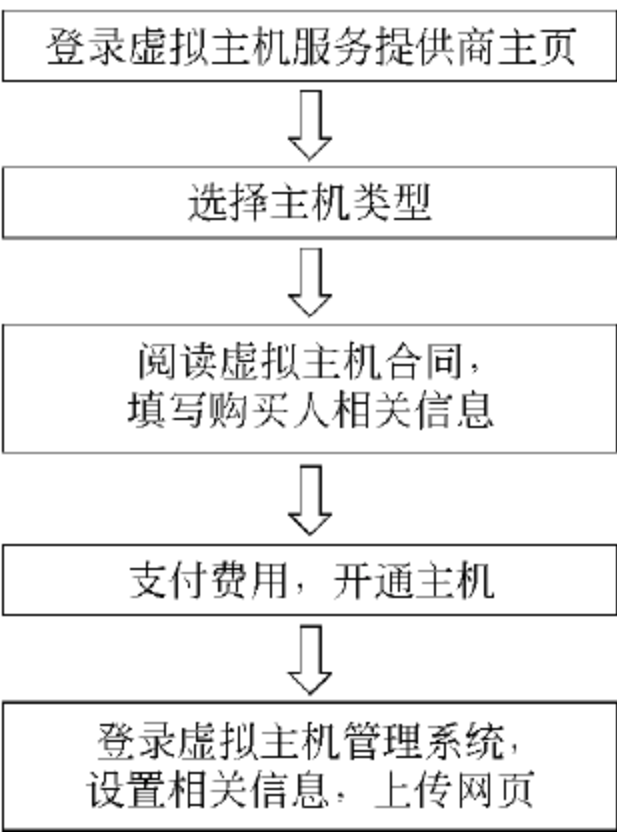 登录虚拟主机服务提供商主页
选择主机类型
阅读虚拟主机合同，
填写购买人相关信息
支付费用，开通主机
登录虚拟主机管理系统，
设置相关信息，上传网页